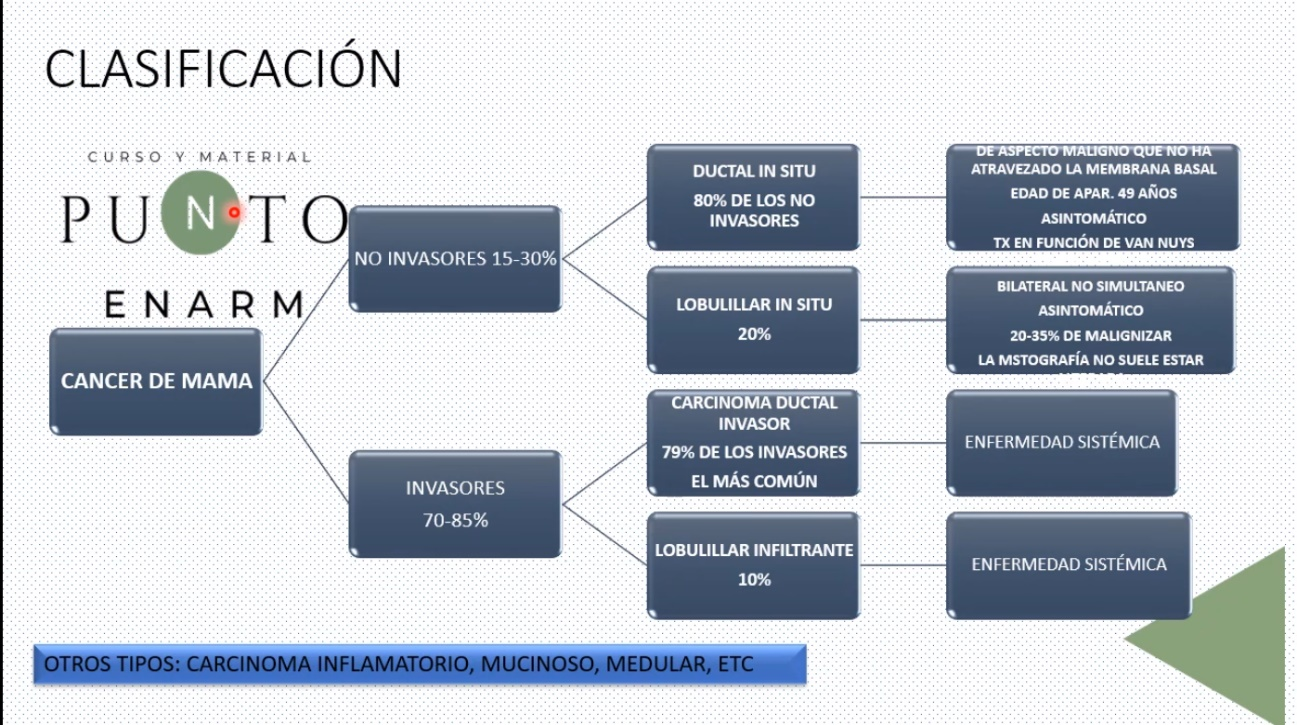 CLASIFICACIÓN
CURSO Y MATERIAL
PUNTO
ENARM
CANCER DE MAMA
NO INVASORES 15-30%
DUCTAL IN SITU
80% DE LOS NO
INVASORES
DE ASPECTO MALIGNO QUE NO HA
ATRAVEZADO LA MEMBRANA BASAL
EDAD DE APAR. 49 AÑOS
ASINTOMÁTICO
TX EN FUNCIÓN DE VAN NUYS
LOBULILLAR IN SITU
20%
BILATERAL NO SIMULTANEO
ASINTOMÁTICO
20-35% DE MALIGNIZAR
LA MSTOGRAFÍA NO SUELE ESTAR
INVASORES
70-85%
CARCINOMA DUCTAL
INVASOR
79% DE LOS INVASORES
EL MÁS COMÚN
ENFERMEDAD SISTÉMICA
LOBULILLAR INFILTRANTE
10%
ENFERMEDAD SISTÉMICA
OTROS TIPOS: CARCINOMA INFLAMATORIO, MUCINOSO, MEDULAR, ETC